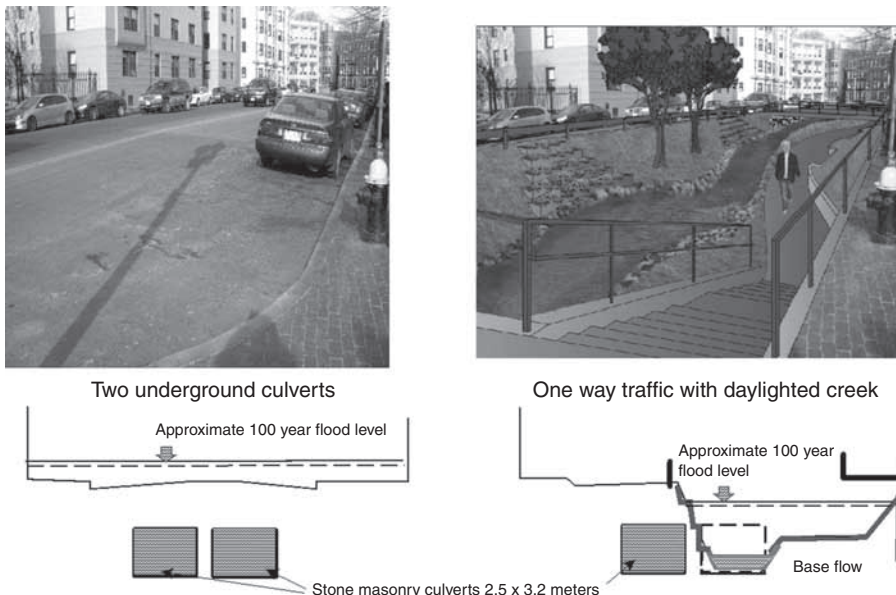 Two underground culverts
One way traffic with daylighted creek
Approximate 100 year flood level
Approximate 100 year
flood level
Base flow
Stone masonry culverts 2.5 x 3.2 meters